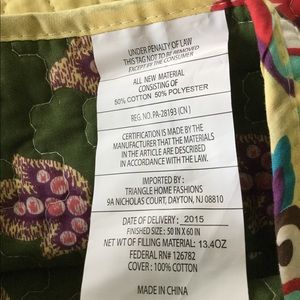 UNDER PENALTY OF LAW
THIS TAG NOT TO BE REMOVED
EXCEPT BY THE CONSUMER
ALL NEW MATERIAL
CONSISTING OF
50% COTTON 50% POLYESTER
REG. NO. PA-28193 (CN)
CERTIFICATION IS MADE BY THE
MANUFACTURER THAT THE MATERIALS
IN THE ARTICLE ARE DESCRIBED
IN ACCORDANCE WITH THE LAW.
IMPORTED BY :
TRIANGLE HOME FASHIONS
9A NICHOLAS COURT, DAYTON, NJ 08810
DATE OF DELIVERY: 2015
FINISHED SIZE : 50 IN X 60 IN
NET WT OF FILLING MATERIAL: 13.4OZ
FEDERAL RN# 126782
COVER : 100% COTTON
MADE IN CHINA